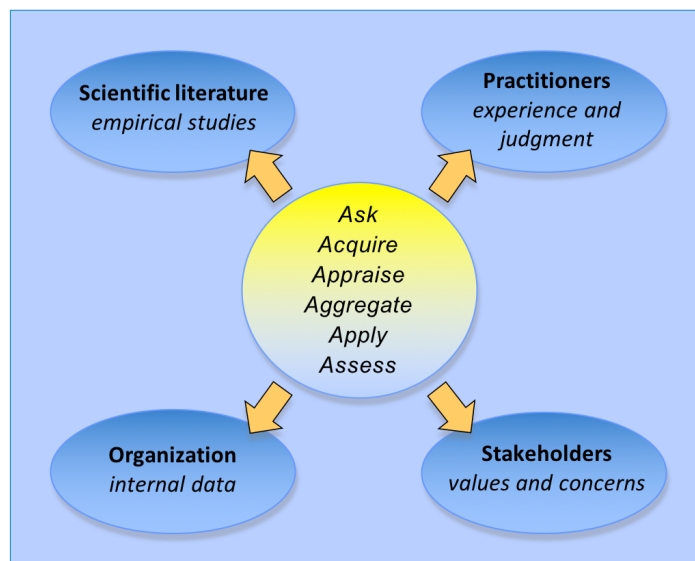 Scientific literature
empirical studies
Practitioners
experience and
judgment
Ask
Acquire
Appraise
Aggregate
Apply
Assess
Organization
internal data
Stakeholders
values and concerns